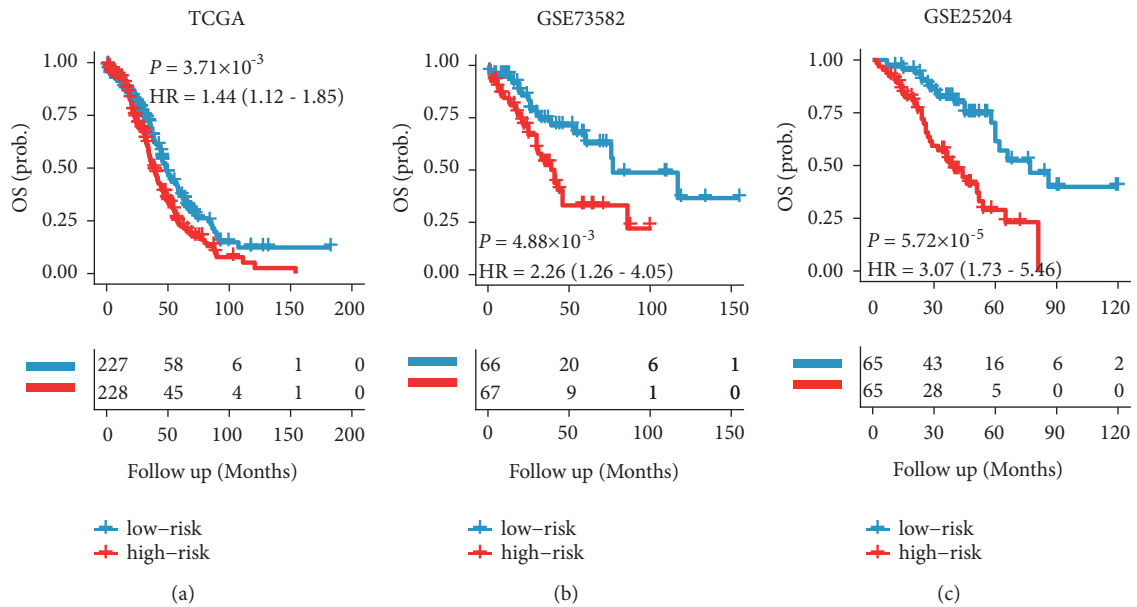 TCGA
OS (prob.)
1.00
0.75
0.50
0.25
0.00
P = 3.71×10⁻³
HR = 1.44 (1.12 - 1.85)
0 50 100 150 200
227 58 6 1 0
228 45 4 1 0
0 50 100 150 200
Follow up (Months)
low−risk
high−risk
(a)
GSE73582
OS (prob.)
1.00
0.75
0.50
0.25
0.00
P = 4.88×10⁻³
HR = 2.26 (1.26 - 4.05)
0 50 100 150
66 20 6 1
67 9 1 0
0 50 100 150
Follow up (Months)
low−risk
high−risk
(b)
GSE25204
OS (prob.)
1.00
0.75
0.50
0.25
0.00
P = 5.72×10⁻⁵
HR = 3.07 (1.73 - 5.46)
0 30 60 90 120
65 43 16 6 2
65 28 5 0 0
0 30 60 90 120
Follow up (Months)
low−risk
high−risk
(c)